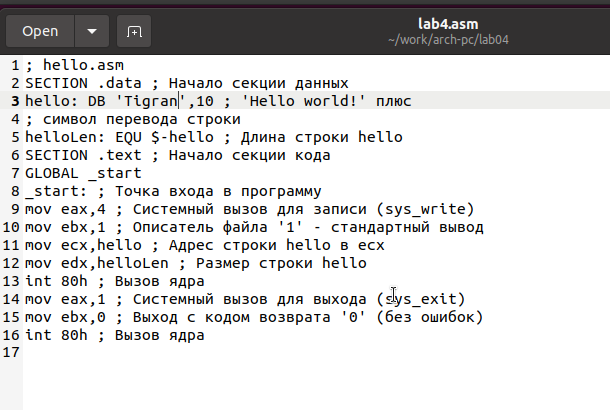 Open
lab4.asm
~/work/arch-pc/lab04
1 ; hello.asm
2 SECTION .data ; Начало секции данных
3 hello: DB 'Tigran',10 ; 'Hello world!' плюс
4 ; символ перевода строки
5 helloLen: EQU $-hello ; Длина строки hello
6 SECTION .text ; Начало секции кода
7 GLOBAL _start
8 _start: ; Точка входа в программу
9 mov eax,4 ; Системный вызов для записи (sys_write)
10 mov ebx,1 ; Описатель файла '1' - стандартный вывод
11 mov ecx,hello ; Адрес строки hello в ecx
12 mov edx,helloLen ; Размер строки hello
13 int 80h ; Вызов ядра
14 mov eax,1 ; Системный вызов для выхода (sys_exit)
15 mov ebx,0 ; Выход с кодом возврата '0' (без ошибок)
16 int 80h ; Вызов ядра
17